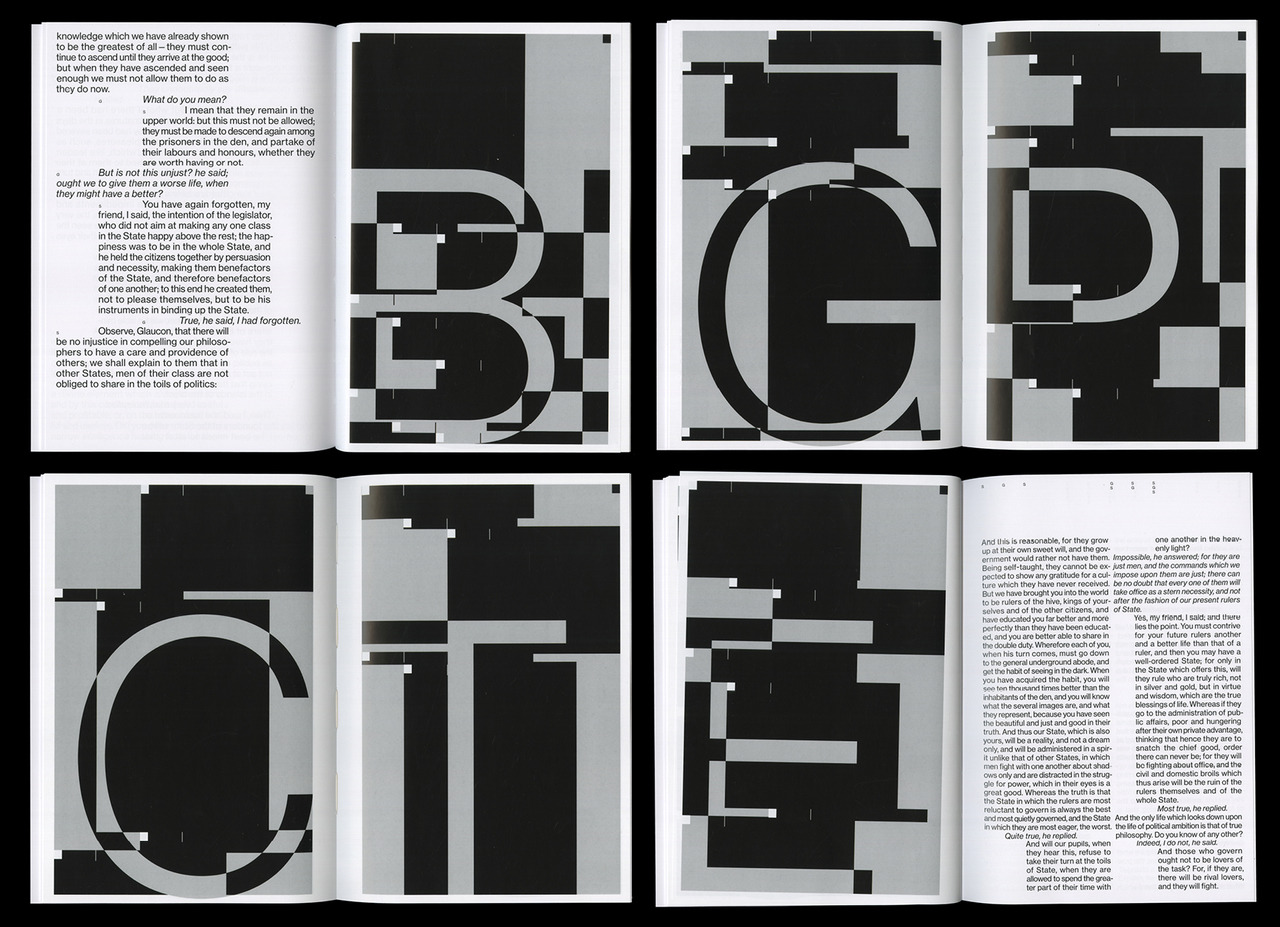 knowledge which we have already shown
to be the greatest of all — they must con-
tinue to ascend until they arrive at the good;
but when they have ascended and seen
enough we must not allow them to do as
they do now.
G What do you mean?
S I mean that they remain in the
upper world: but this must not be allowed;
they must be made to descend again among
the prisoners in the den, and partake of
their labours and honours, whether they
are worth having or not.
G But is not this unjust? he said;
ought we to give them a worse life, when
they might have a better?
S You have again forgotten, my
friend, I said, the intention of the legislator,
who did not aim at making any one class
in the State happy above the rest; the hap-
piness was to be in the whole State, and
he held the citizens together by persuasion
and necessity, making them benefactors
of the State, and therefore benefactors
of one another; to this end he created them,
not to please themselves, but to be his
instruments in binding up the State.
G True, he said, I had forgotten.
S Observe, Glaucon, that there will
be no injustice in compelling our philoso-
phers to have a care and providence of
others; we shall explain to them that in
other States, men of their class are not
obliged to share in the toils of politics:
B
G
D
C
T
E
S G S
G S S
S G G
S
And this is reasonable, for they grow
up at their own sweet will, and the gov-
ernment would rather not have them.
Being self-taught, they cannot be ex-
pected to show any gratitude for a cul-
ture which they have never received.
But we have brought you into the world
to be rulers of the hive, kings of your-
selves and of the other citizens, and
have educated you far better and more
perfectly than they have been educat-
ed, and you are better able to share in
the double duty. Wherefore each of you,
when his turn comes, must go down
to the general underground abode, and
get the habit of seeing in the dark. When
you have acquired the habit, you will
see ten thousand times better than the
inhabitants of the den, and you will know
what the several images are, and what
they represent, because you have seen
the beautiful and just and good in their
truth. And thus our State, which is also
yours, will be a reality, and not a dream
only, and will be administered in a spir-
it unlike that of other States, in which
men fight with one another about shad-
ows only and are distracted in the strug-
gle for power, which in their eyes is a
great good. Whereas the truth is that
the State in which the rulers are most
reluctant to govern is always the best
and most quietly governed, and the State
in which they are most eager, the worst.
Quite true, he replied.
And will our pupils, when
they hear this, refuse to
take their turn at the toils
of State, when they are
allowed to spend the grea-
ter part of their time with
one another in the heav-
enly light?
Impossible, he answered; for they are
just men, and the commands which we
impose upon them are just; there can
be no doubt that every one of them will
take office as a stern necessity, and not
after the fashion of our present rulers
of State.
Yes, my friend, I said; and there
lies the point. You must contrive
for your future rulers another
and a better life than that of a
ruler, and then you may have a
well-ordered State; for only in
the State which offers this, will
they rule who are truly rich, not
in silver and gold, but in virtue
and wisdom, which are the true
blessings of life. Whereas if they
go to the administration of pub-
lic affairs, poor and hungering
after their own private advantage,
thinking that hence they are to
snatch the chief good, order
there can never be; for they will
be fighting about office, and the
civil and domestic broils which
thus arise will be the ruin of the
rulers themselves and of the
whole State.
Most true, he replied.
And the only life which looks down upon
the life of political ambition is that of true
philosophy. Do you know of any other?
Indeed, I do not, he said.
And those who govern
ought not to be lovers of
the task? For, if they are,
there will be rival lovers,
and they will fight.